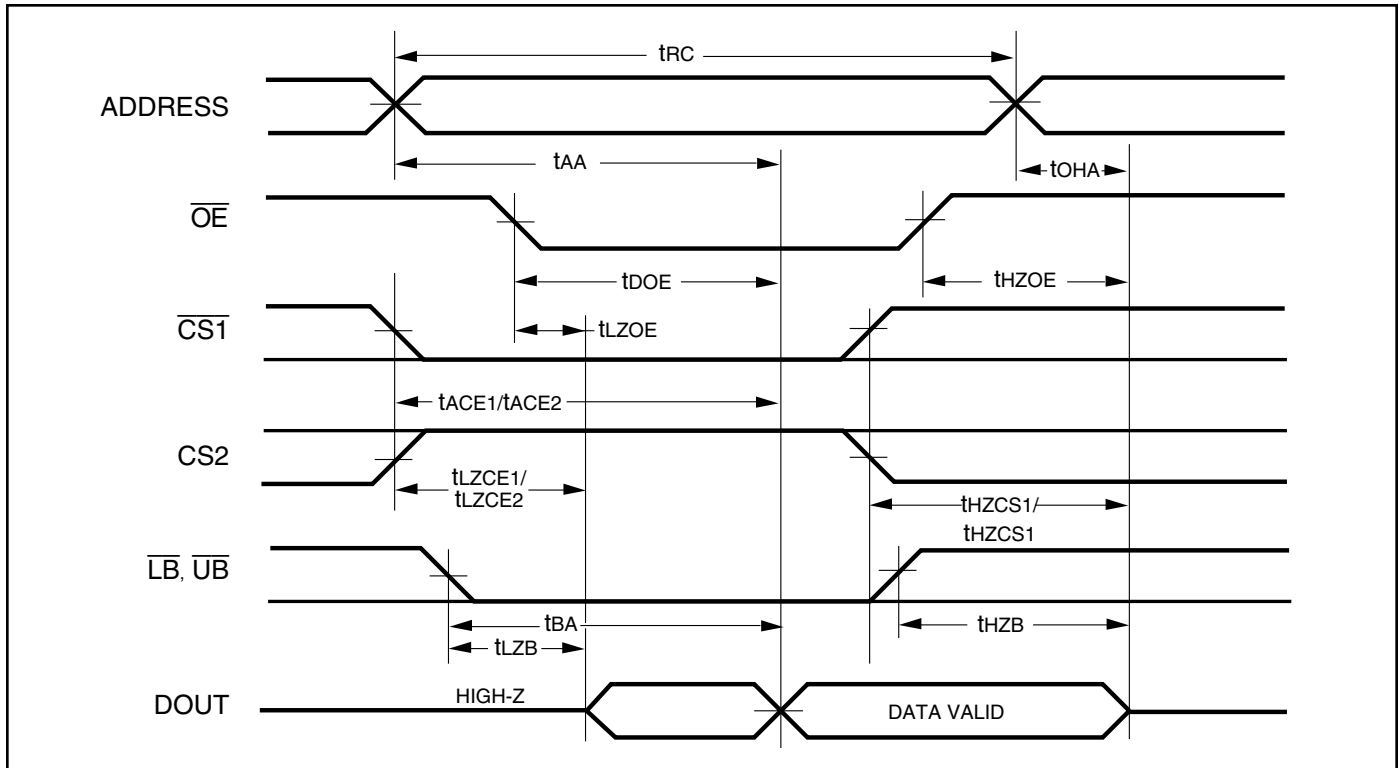 tRC
ADDRESS
tAA
tOHA
OE
tDOE
tHZOE
CS1
tLZOE
tACE1/tACE2
CS2
tLZCE1/
tLZCE2
tHZCS1/
tHZCS1
LB, UB
tBA
tHZB
tLZB
HIGH-Z
DOUT
DATA VALID